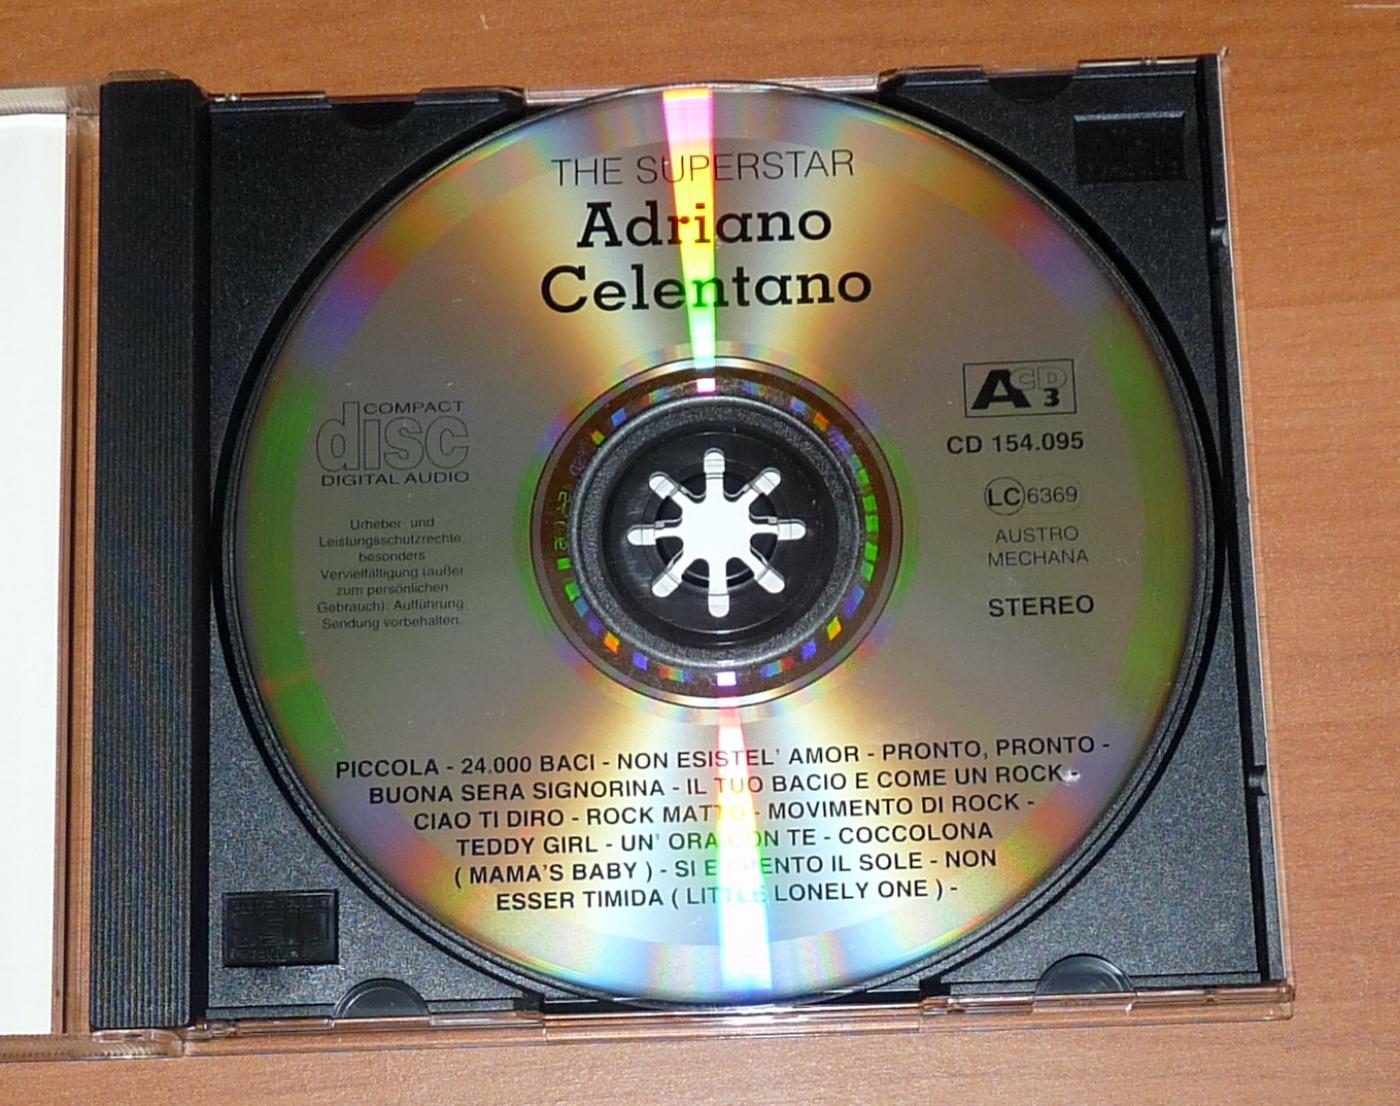 THE SUPERSTAR
Adriano
Celentano
COMPACT
disc
DIGITAL AUDIO
ACD
3
CD 154.095
LC 6369
AUSTRO
MECHANA
STEREO
Urheber- und
Leistungsschutzrechte,
besonders
Vervielfältigung (außer
zum persönlichen
Gebrauch), Aufführung,
Sendung vorbehalten.
PICCOLA - 24.000 BACI - NON ESISTEL' AMOR - PRONTO, PRONTO -
BUONA SERA SIGNORINA - IL TUO BACIO E COME UN ROCK -
CIAO TI DIRO - ROCK MATTO - MOVIMENTO DI ROCK -
TEDDY GIRL - UN' ORA CON TE - COCCOLONA
( MAMA'S BABY ) - SI E SPENTO IL SOLE - NON
ESSER TIMIDA ( LITTLE LONELY ONE ) -